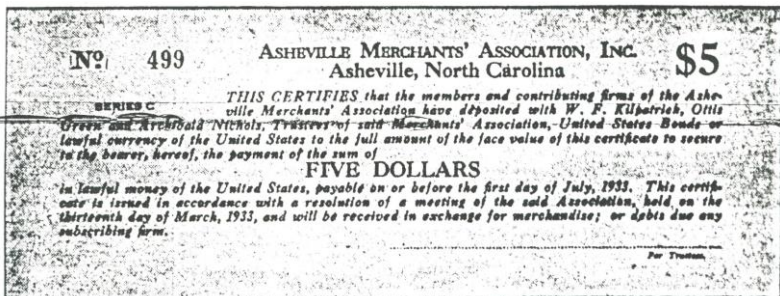 No 499 ASHEVILLE MERCHANTS' ASSOCIATION, INC. $5
Asheville, North Carolina
THIS CERTIFIES that the members and contributing firms of the Ashe-
SERIES C ville Merchants' Association have deposited with W. F. Kilpatrick, Ottis
Green and Archibald Nichols, Trustees of said Merchants' Association, United States Bonds or
lawful currency of the United States to the full amount of the face value of this certificate to secure
to the bearer, hereof, the payment of the sum of
FIVE DOLLARS
in lawful money of the United States, payable on or before the first day of July, 1933. This certifi-
cate is issued in accordance with a resolution of a meeting of the said Association, held on the
thirteenth day of March, 1933, and will be received in exchange for merchandise; or debts due any
subscribing firm.
For Trustees.